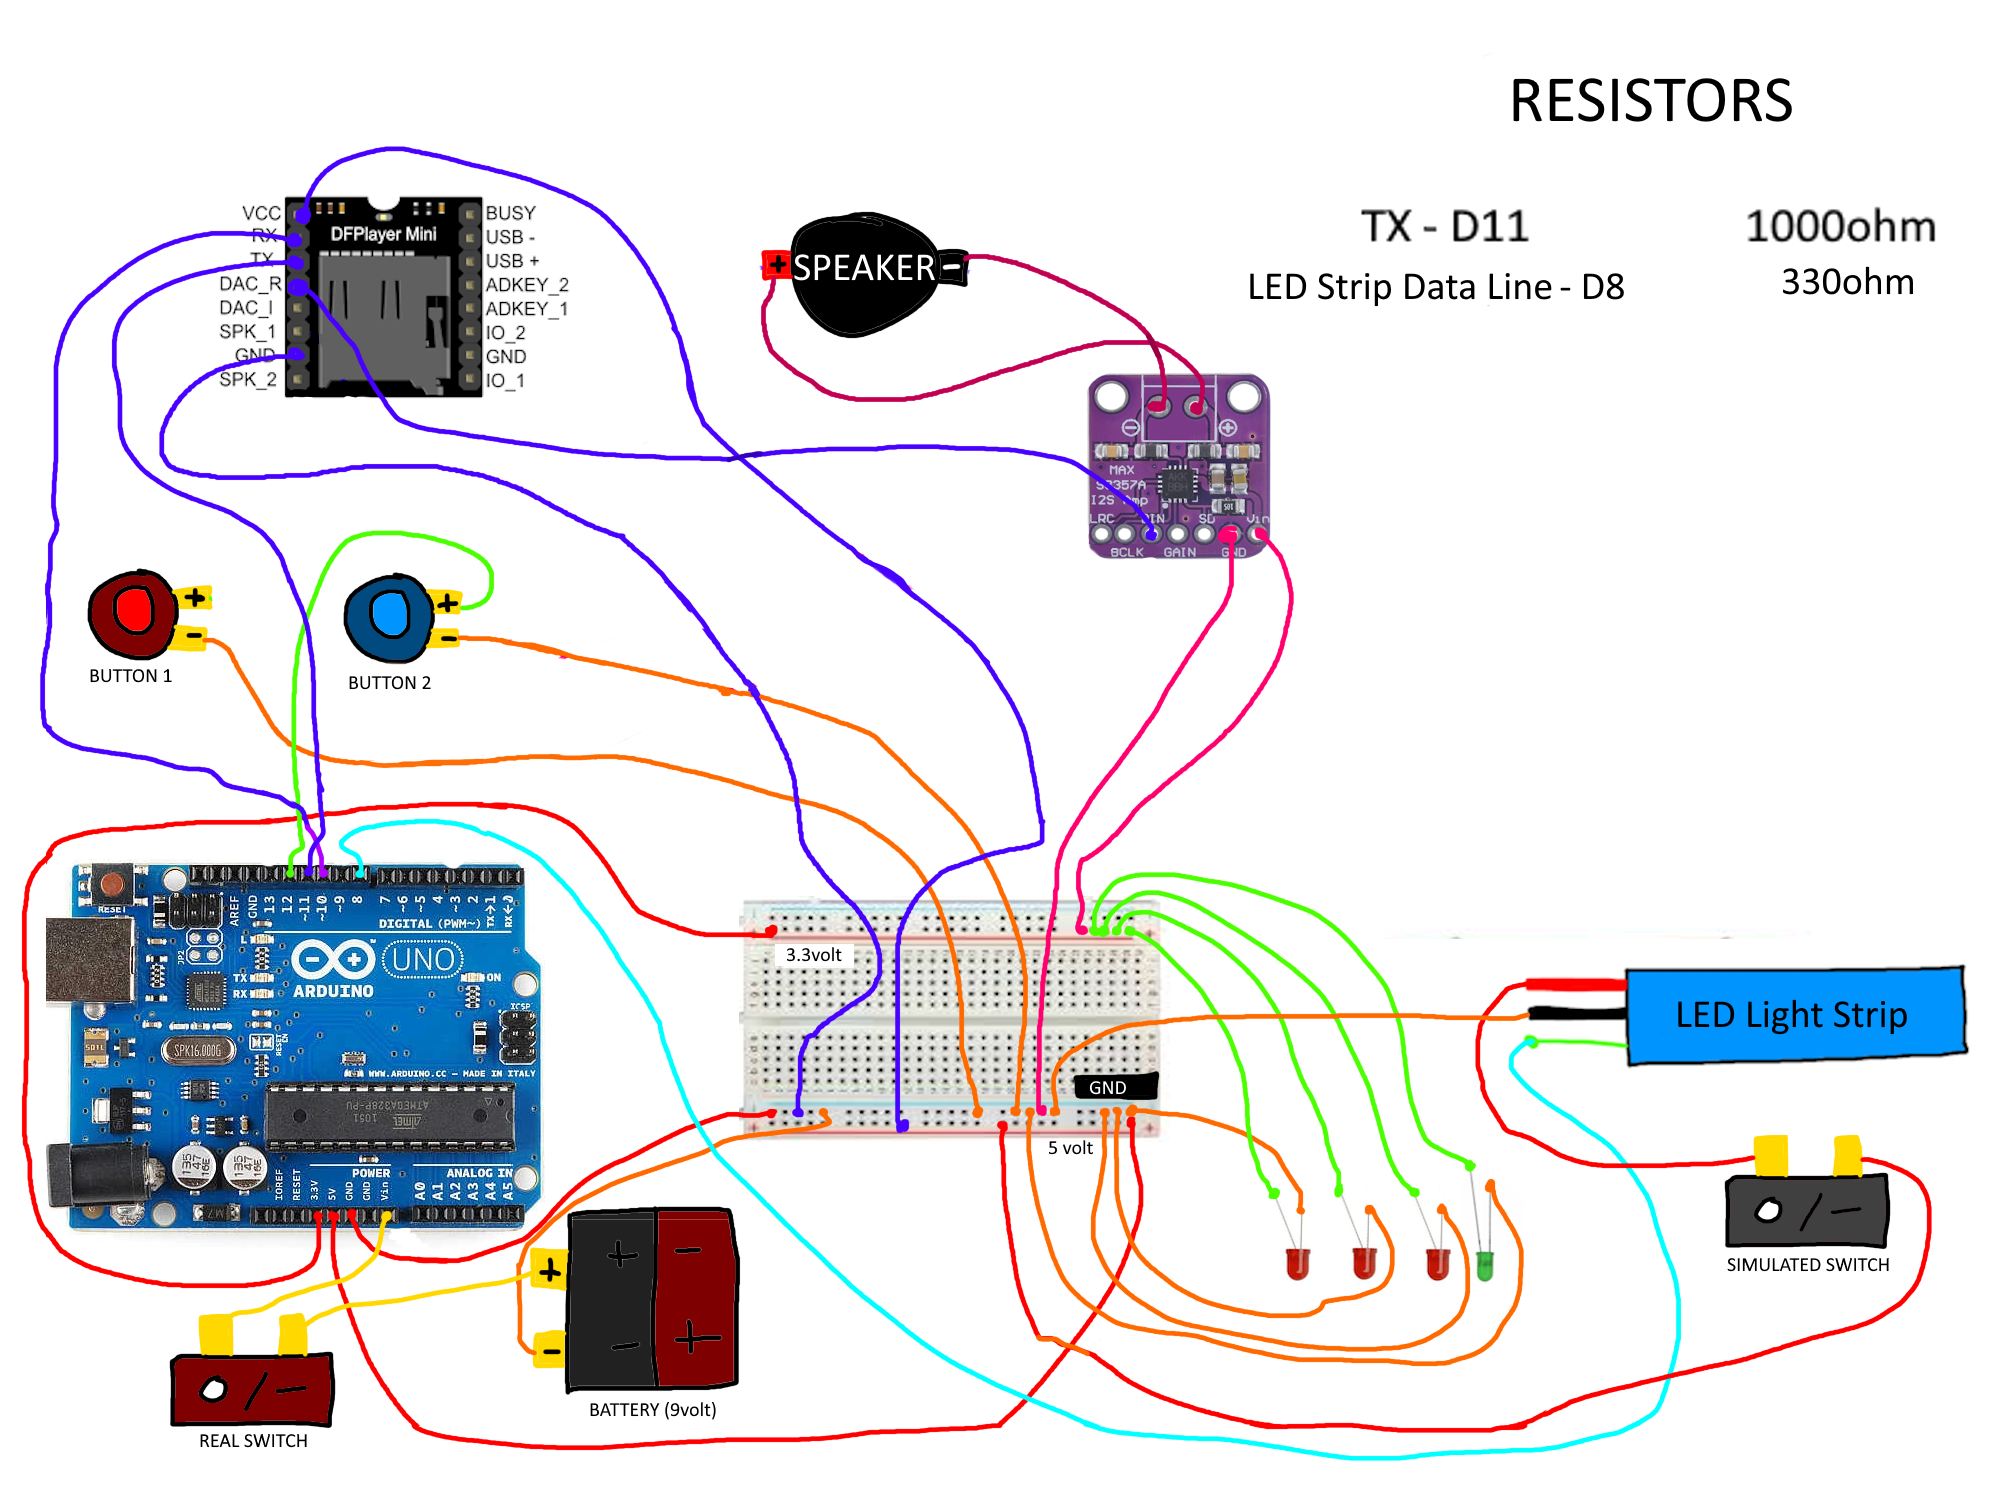 RESISTORS
TX - D11 1000ohm
LED Strip Data Line - D8 330ohm
VCC
RX
TX
DAC_R
DAC_I
SPK_1
GND
SPK_2
DFPlayer Mini
BUSY
USB -
USB +
ADKEY_2
ADKEY_1
IO_2
GND
IO_1
+ SPEAKER -
- +
MAX
I2S Amp
LRC DIN SD Vin
BCLK GAIN GND
+
-
BUTTON 1
+
-
BUTTON 2
RESET
AREF
GND
13
12
~11
~10
~9
8
7
~6
~5
4
~3
2
TX→1
RX←0
DIGITAL (PWM~)
L
TX
RX
UNO
ARDUINO
ON
ICSP
RESET EN
SPK16.000G
WWW.ARDUINO.CC — MADE IN ITALY
ATMEGA328P-PU
ATMEL
POWER
ANALOG IN
IOREF
RESET
3.3V
5V
GND
GND
Vin
A0
A1
A2
A3
A4
A5
3.3volt
GND
5 volt
LED Light Strip
SIMULATED SWITCH
+ -
- +
+
-
BATTERY (9volt)
REAL SWITCH